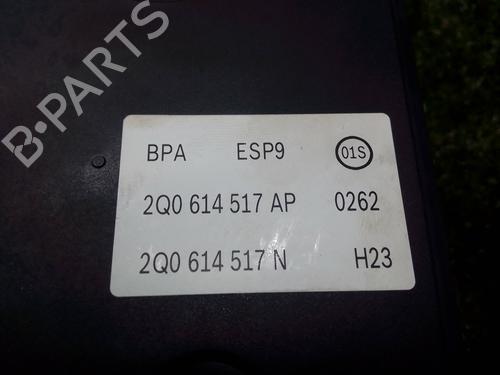 B-PARTS
BPA ESP9 01S
2Q0 614 517 AP 0262
2Q0 614 517 N H23